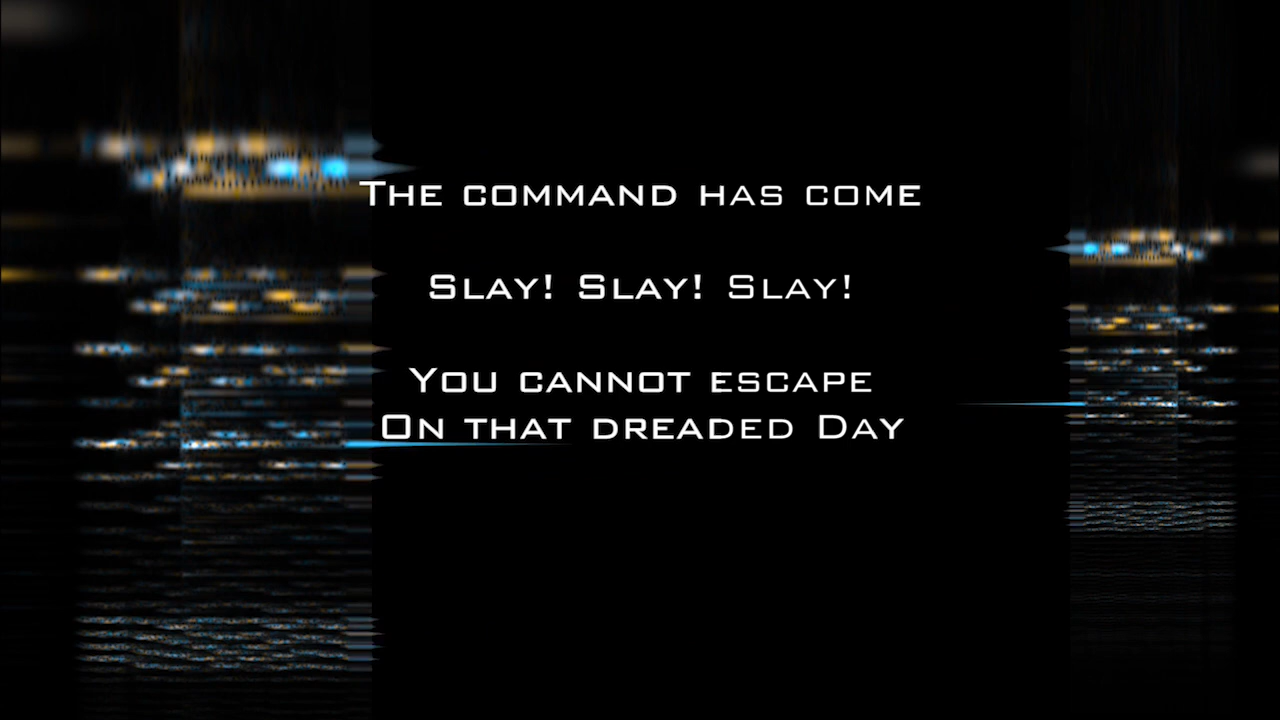 The command has come
Slay! Slay! Slay!
You cannot escape
On that dreaded Day